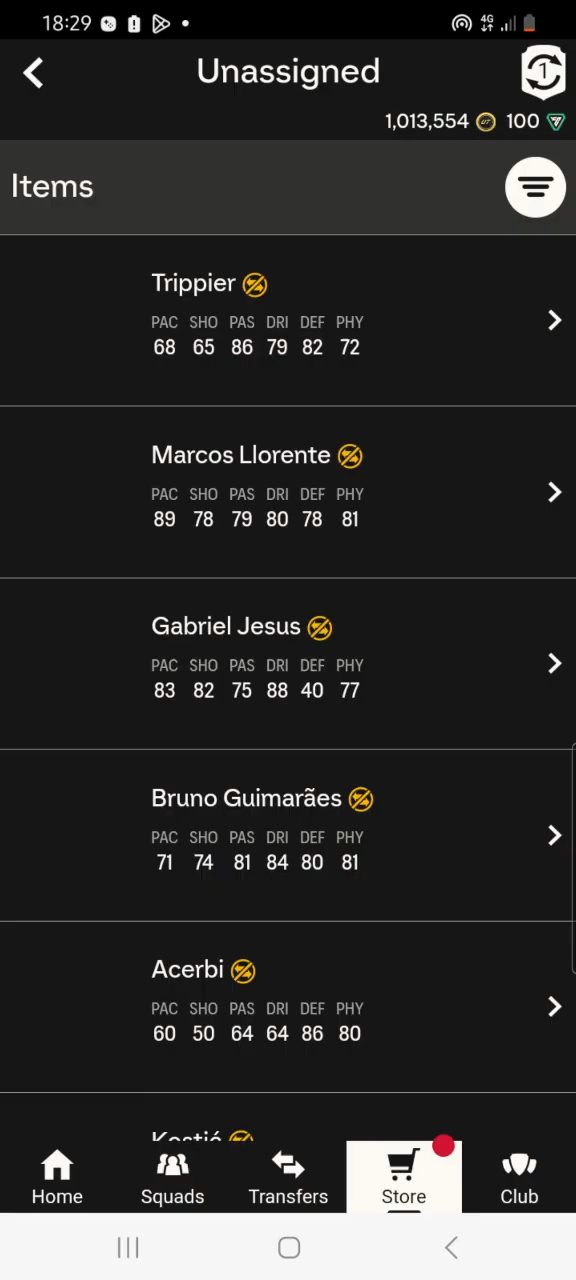 18:29 4G
Unassigned 1
1,013,554 100
Items
Trippier
PAC SHO PAS DRI DEF PHY
68 65 86 79 82 72
Marcos Llorente
PAC SHO PAS DRI DEF PHY
89 78 79 80 78 81
Gabriel Jesus
PAC SHO PAS DRI DEF PHY
83 82 75 88 40 77
Bruno Guimarães
PAC SHO PAS DRI DEF PHY
71 74 81 84 80 81
Acerbi
PAC SHO PAS DRI DEF PHY
60 50 64 64 86 80
Kostić
Home Squads Transfers Store Club